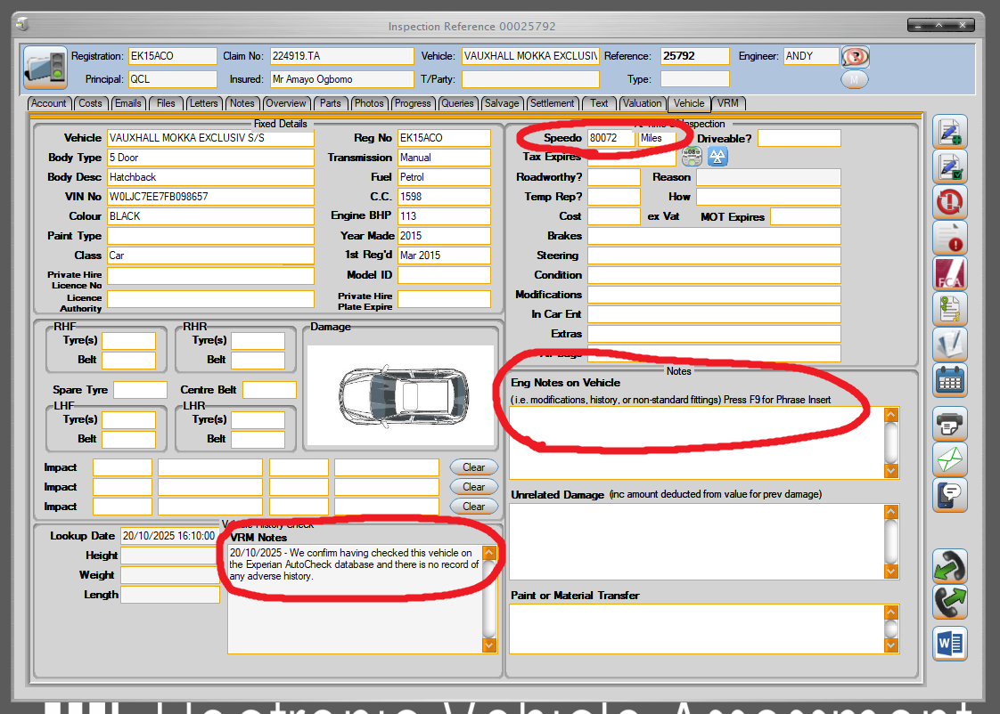 Inspection Reference 00025792
Registration: EK15ACO Claim No: 224919.TA Vehicle: VAUXHALL MOKKA EXCLUSIV Reference: 25792 Engineer: ANDY
Principal: QCL Insured: Mr Amayo Ogbomo T/Party: Type: M
Account Costs Emails Files Letters Notes Overview Parts Photos Progress Queries Salvage Settlement Text Valuation Vehicle VRM
Fixed Details
Vehicle VAUXHALL MOKKA EXCLUSIV S/S Reg No EK15ACO
Body Type 5 Door Transmission Manual
Body Desc Hatchback Fuel Petrol
VIN No W0LJC7EE7FB098657 C.C. 1598
Colour BLACK Engine BHP 113
Paint Type Year Made 2015
Class Car 1st Reg'd Mar 2015
Private Hire Licence No Model ID
Licence Authority Private Hire Plate Expire
RHF
Tyre(s)
Belt
RHR
Tyre(s)
Belt
Spare Tyre Centre Belt
LHF
Tyre(s)
Belt
LHR
Tyre(s)
Belt
Damage
Impact Clear
Impact Clear
Impact Clear
Vehicle History Check
Lookup Date 20/10/2025 16:10:00
Height
Weight
Length
VRM Notes
20/10/2025 - We confirm having checked this vehicle on
the Experian AutoCheck database and there is no record of
any adverse history.
Inspection
Speedo 80072 Miles Driveable?
Tax Expires
Roadworthy? Reason
Temp Rep? How
Cost ex Vat MOT Expires
Brakes
Steering
Condition
Modifications
In Car Ent
Extras
Notes
Eng Notes on Vehicle
(i.e. modifications, history, or non-standard fittings) Press F9 for Phrase Insert
Unrelated Damage (inc amount deducted from value for prev damage)
Paint or Material Transfer
FCA
W